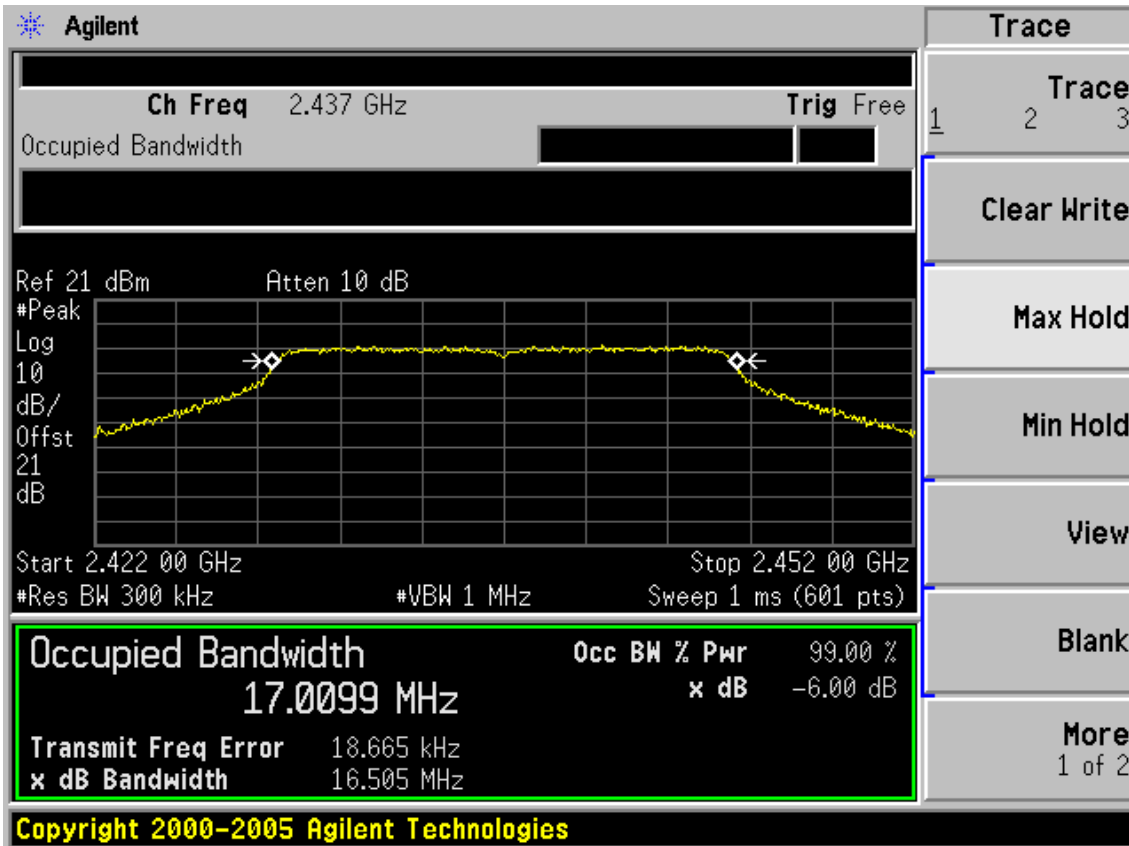 Agilent
Trace
Ch Freq 2.437 GHz Trig Free
Occupied Bandwidth
Trace
1 2 3
Clear Write
Max Hold
Min Hold
View
Blank
More
1 of 2
Ref 21 dBm Atten 10 dB
#Peak
Log
10
dB/
Offst
21
dB
Start 2.422 00 GHz Stop 2.452 00 GHz
#Res BW 300 kHz #VBW 1 MHz Sweep 1 ms (601 pts)
Occupied Bandwidth
17.0099 MHz
Occ BW % Pwr 99.00 %
x dB -6.00 dB
Transmit Freq Error 18.665 kHz
x dB Bandwidth 16.505 MHz
Copyright 2000-2005 Agilent Technologies